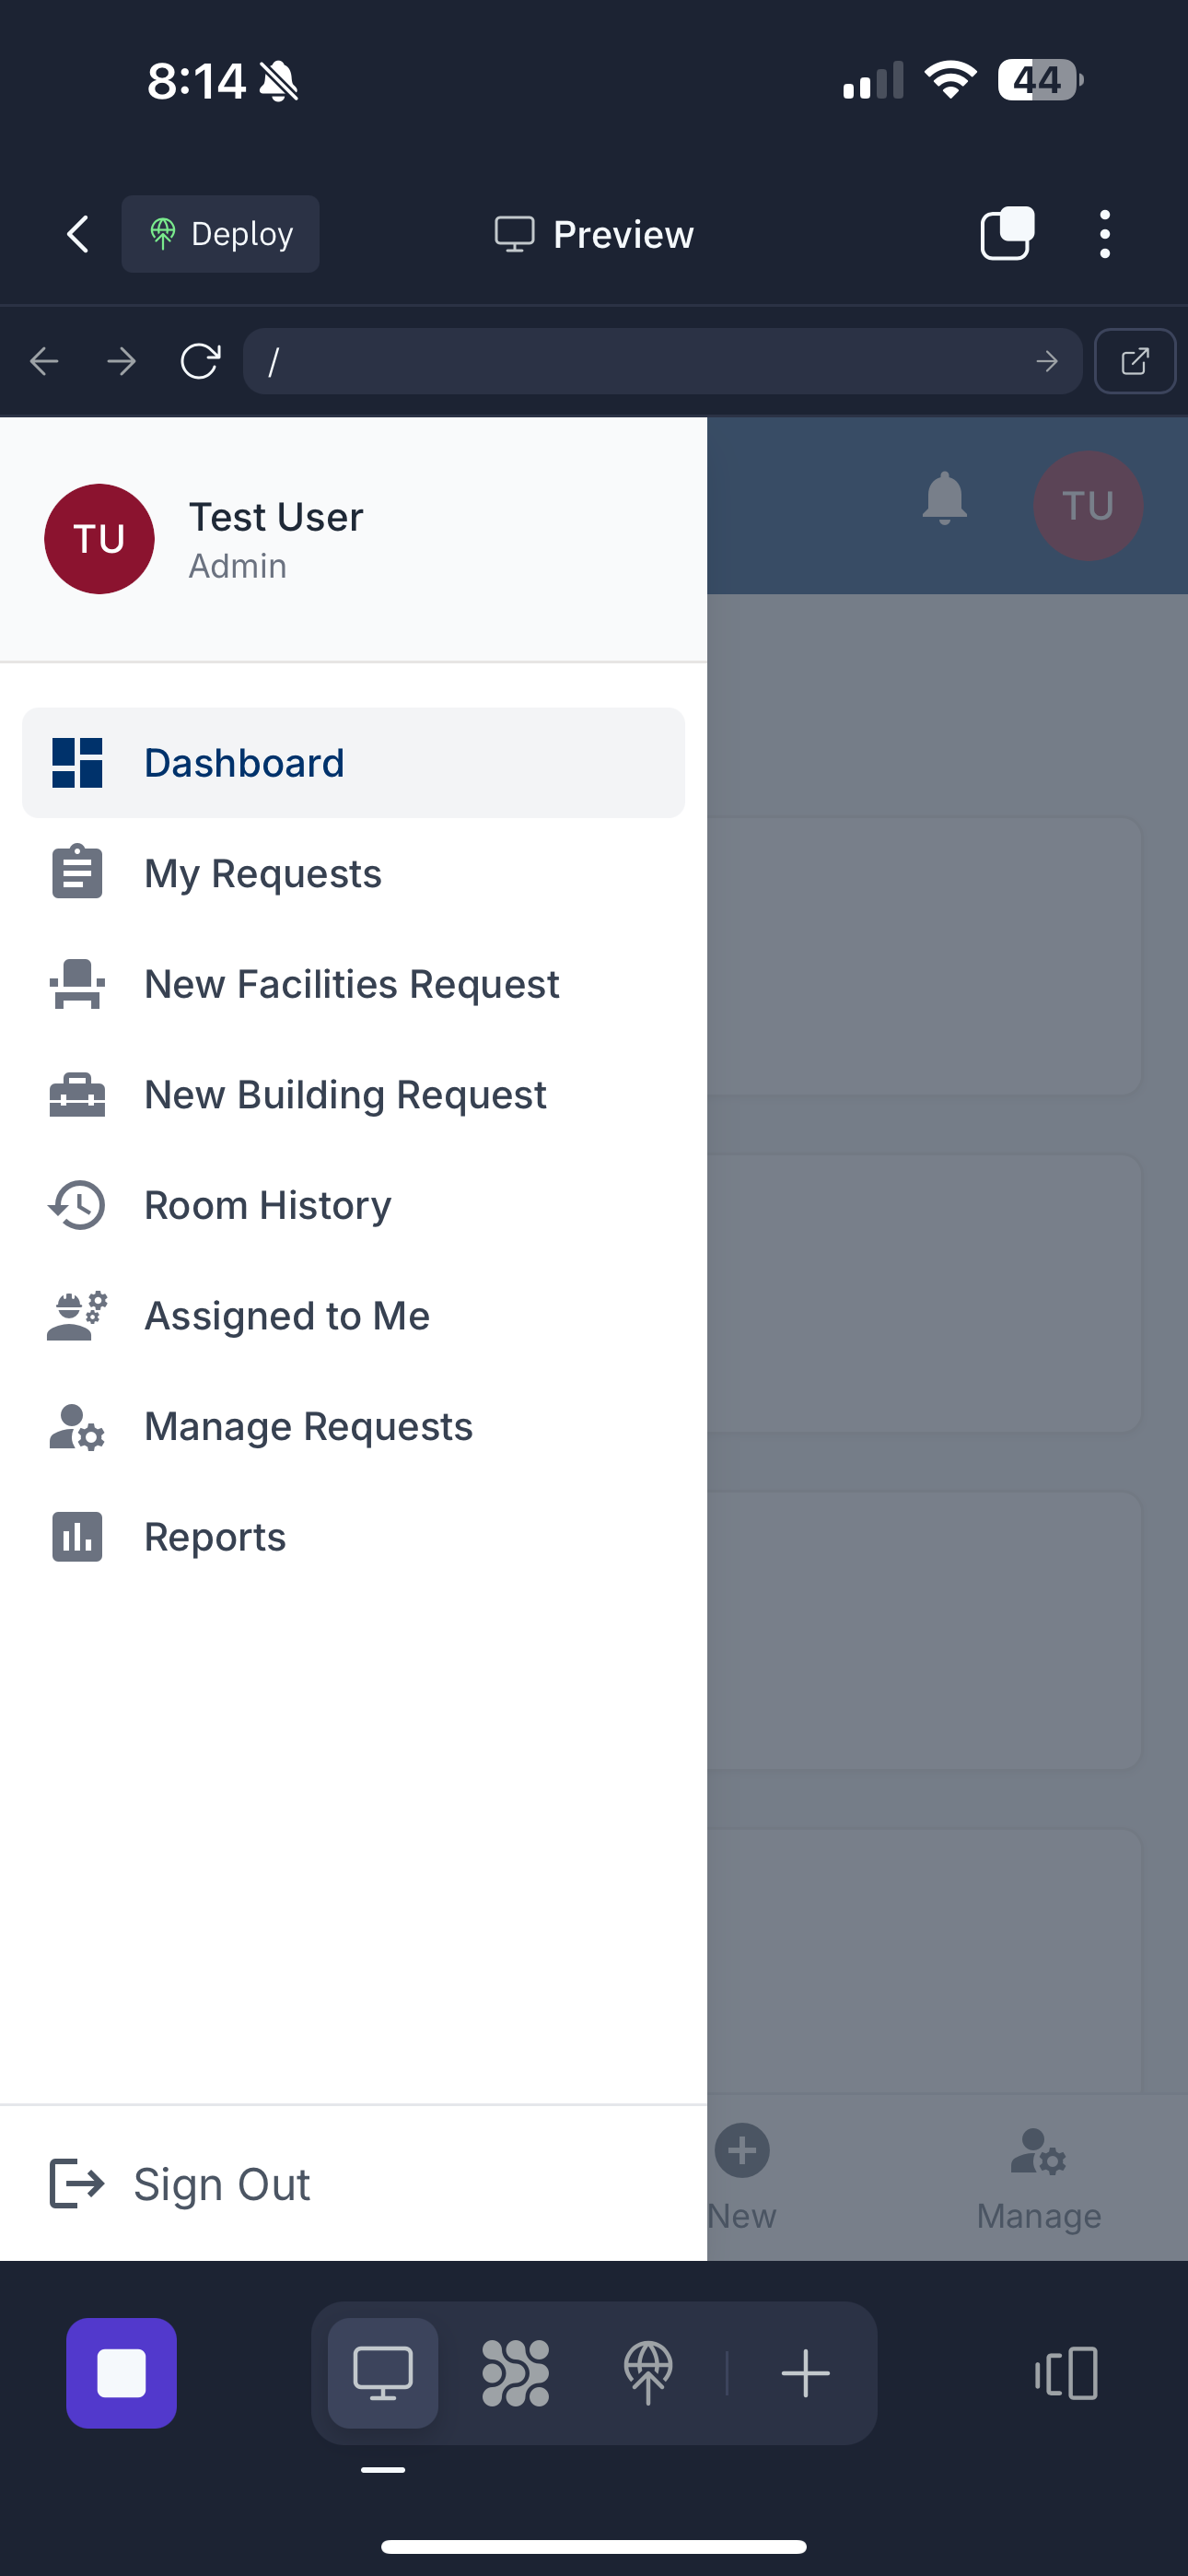 8:14
44
Deploy
Preview
/
TU
Test User
Admin
TU
Dashboard
My Requests
New Facilities Request
New Building Request
Room History
Assigned to Me
Manage Requests
Reports
Sign Out
New
Manage